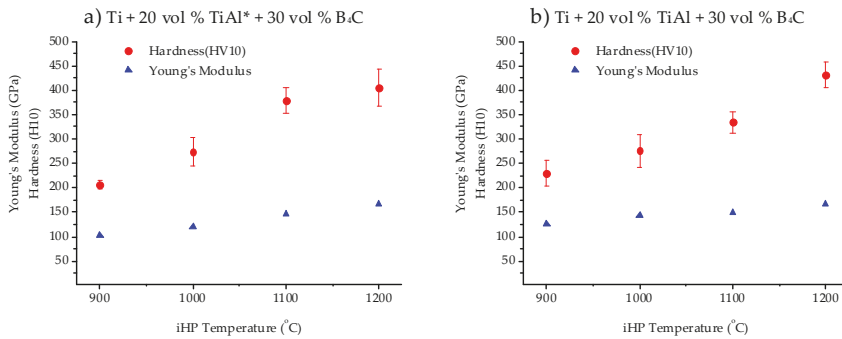 a) Ti + 20 vol % TiAl* + 30 vol % B₄C
500
450
400
350
300
250
200
150
100
50
Hardness(HV10)
Young's Modulus
Young's Modulus (GPa)
Hardness (H10)
900
1000
1100
1200
iHP Temperature (°C)
b) Ti + 20 vol % TiAl + 30 vol % B₄C
500
450
400
350
300
250
200
150
100
50
Hardness(HV10)
Young's Modulus
Young's Modulus (GPa)
Hardness (H10)
900
1000
1100
1200
iHP Temperature (°C)